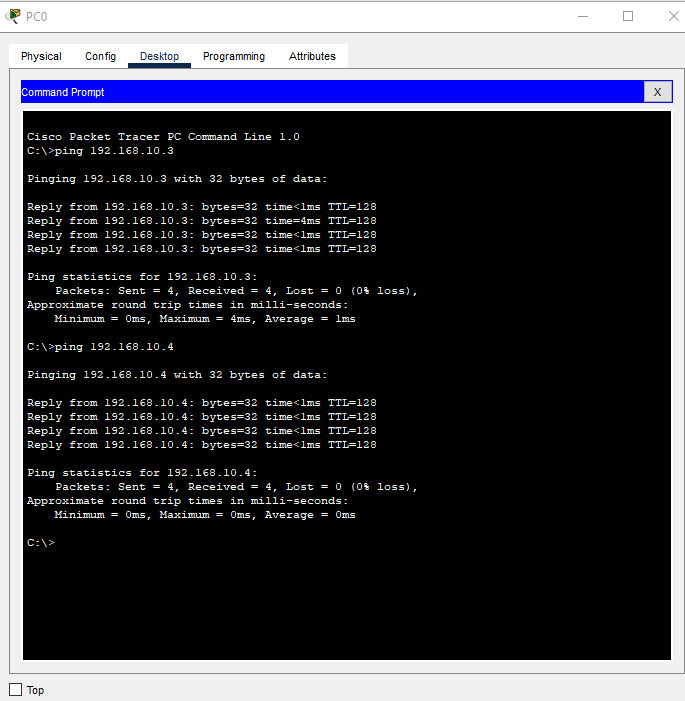 PC0
Physical Config Desktop Programming Attributes
Command Prompt X
Cisco Packet Tracer PC Command Line 1.0
C:\>ping 192.168.10.3
Pinging 192.168.10.3 with 32 bytes of data:
Reply from 192.168.10.3: bytes=32 time<1ms TTL=128
Reply from 192.168.10.3: bytes=32 time=4ms TTL=128
Reply from 192.168.10.3: bytes=32 time<1ms TTL=128
Reply from 192.168.10.3: bytes=32 time<1ms TTL=128
Ping statistics for 192.168.10.3:
    Packets: Sent = 4, Received = 4, Lost = 0 (0% loss),
Approximate round trip times in milli-seconds:
    Minimum = 0ms, Maximum = 4ms, Average = 1ms
C:\>ping 192.168.10.4
Pinging 192.168.10.4 with 32 bytes of data:
Reply from 192.168.10.4: bytes=32 time<1ms TTL=128
Reply from 192.168.10.4: bytes=32 time<1ms TTL=128
Reply from 192.168.10.4: bytes=32 time<1ms TTL=128
Reply from 192.168.10.4: bytes=32 time<1ms TTL=128
Ping statistics for 192.168.10.4:
    Packets: Sent = 4, Received = 4, Lost = 0 (0% loss),
Approximate round trip times in milli-seconds:
    Minimum = 0ms, Maximum = 0ms, Average = 0ms
C:\>
Top